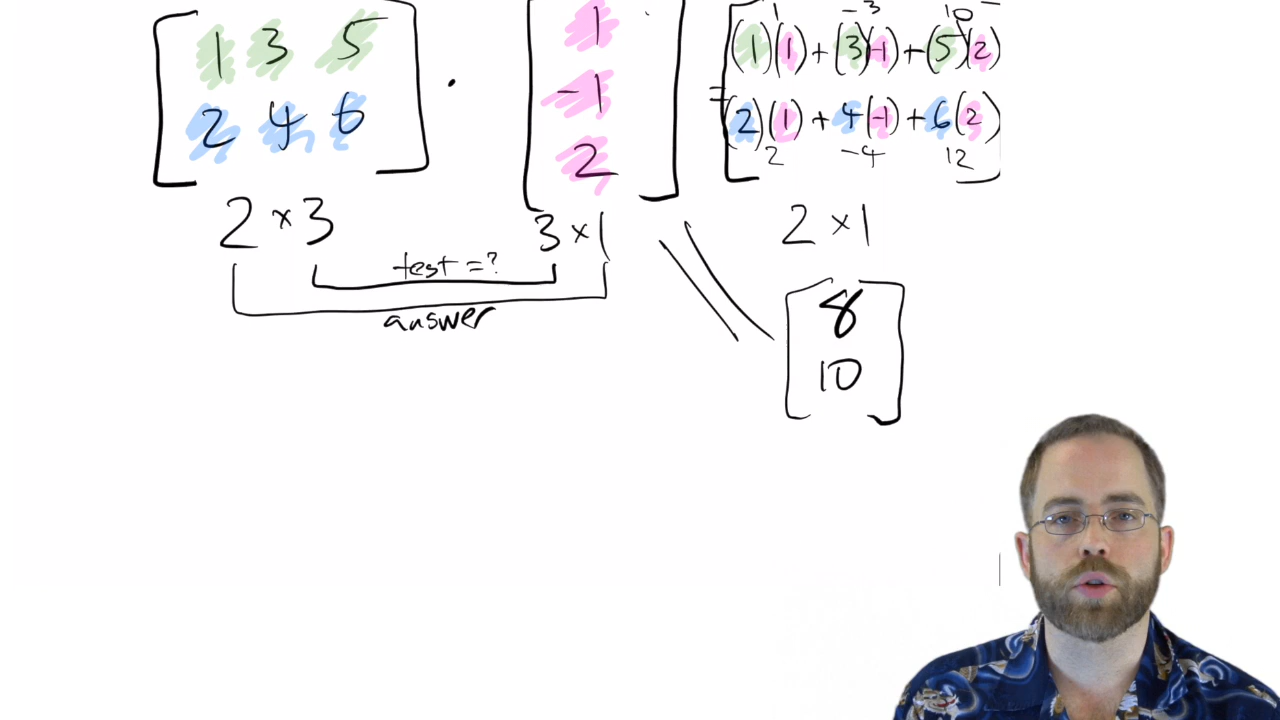 [1 3 5
2 4 6]
·
[1
-1
2]
=
1 -3 10
[(1)(1)+(3)(-1)+(5)(2)
(2)(1)+4(-1)+6(2)]
2 -4 12
2×3
3×1
2×1
test=?
answer
[8
10]